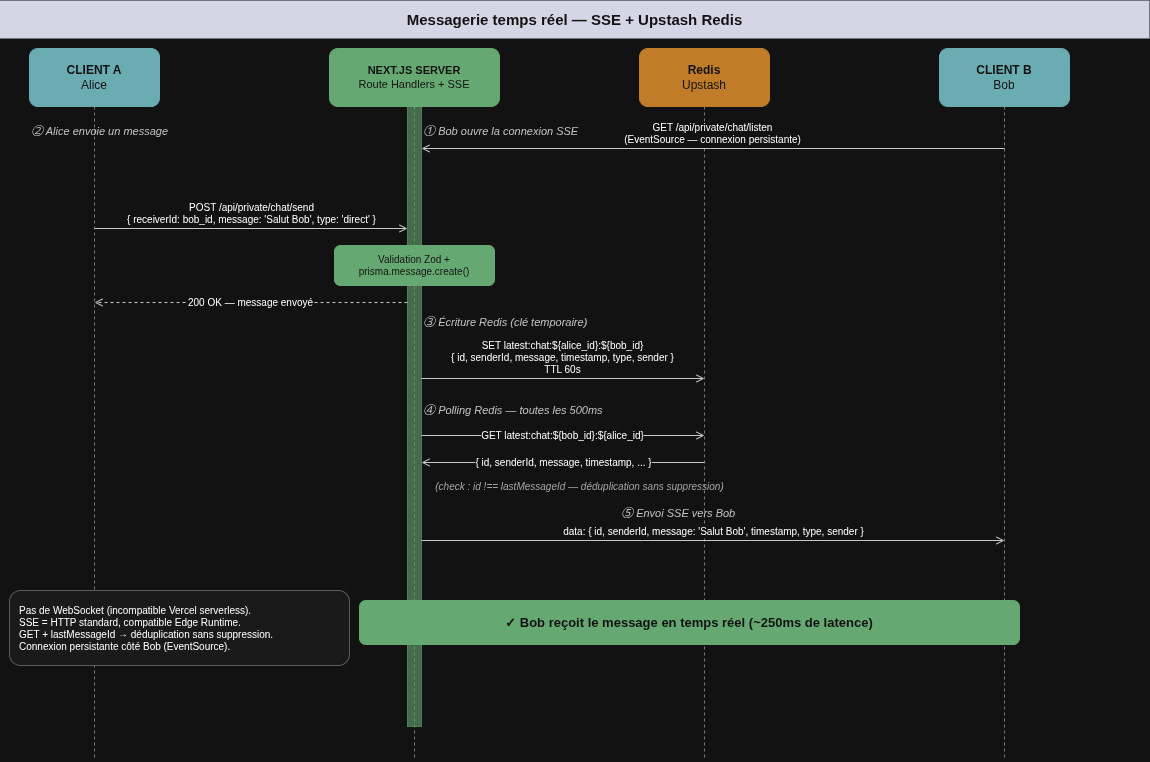 Messagerie temps réel — SSE + Upstash Redis
CLIENT A
Alice
NEXT.JS SERVER
Route Handlers + SSE
Redis
Upstash
CLIENT B
Bob
② Alice envoie un message
① Bob ouvre la connexion SSE
GET /api/private/chat/listen
(EventSource — connexion persistante)
POST /api/private/chat/send
{ receiverId: bob_id, message: 'Salut Bob', type: 'direct' }
Validation Zod +
prisma.message.create()
200 OK — message envoyé
③ Écriture Redis (clé temporaire)
SET latest:chat:${alice_id}:${bob_id}
{ id, senderId, message, timestamp, type, sender }
TTL 60s
④ Polling Redis — toutes les 500ms
GET latest:chat:${bob_id}:${alice_id}
{ id, senderId, message, timestamp, ... }
(check : id !== lastMessageId — déduplication sans suppression)
⑤ Envoi SSE vers Bob
data: { id, senderId, message: 'Salut Bob', timestamp, type, sender }
Pas de WebSocket (incompatible Vercel serverless).
SSE = HTTP standard, compatible Edge Runtime.
GET + lastMessageId → déduplication sans suppression.
Connexion persistante côté Bob (EventSource).
✓ Bob reçoit le message en temps réel (~250ms de latence)